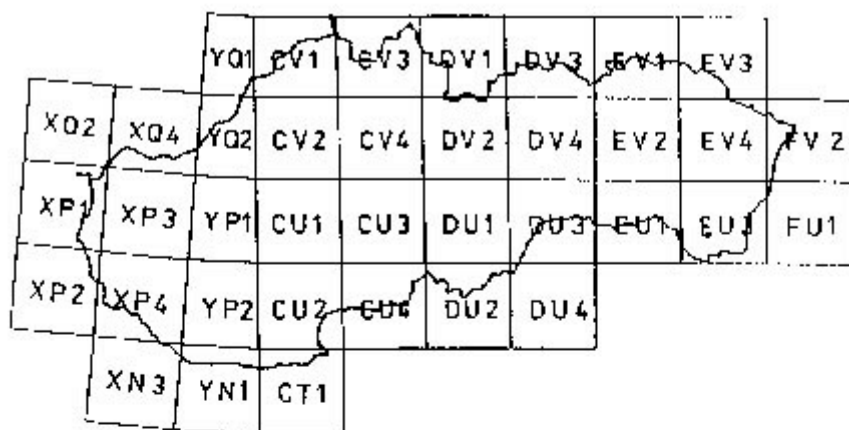 YQ1 CV1 CV3 DV1 DV3 EV1 EV3
XQ2 XQ4 YQ2 CV2 CV4 DV2 DV4 EV2 EV4 FV2
XP1 XP3 YP1 CU1 CU3 DU1 DU3 EU1 EU3 FU1
XP2 XP4 YP2 CU2 CU4 DU2 DU4
XN3 YN1 CT1